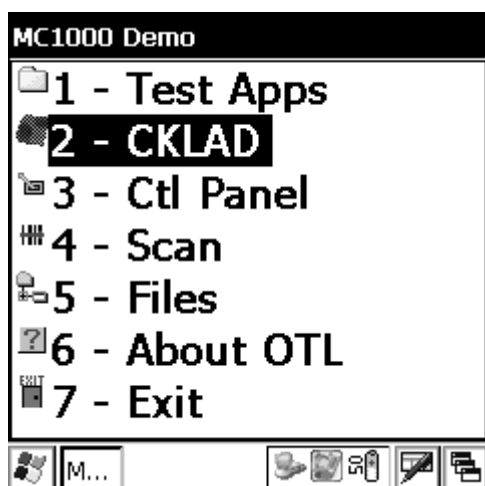 MC1000 Demo
1 - Test Apps
2 - CKLAD
3 - Ctl Panel
4 - Scan
5 - Files
?
6 - About OTL
EXIT
7 - Exit
M...